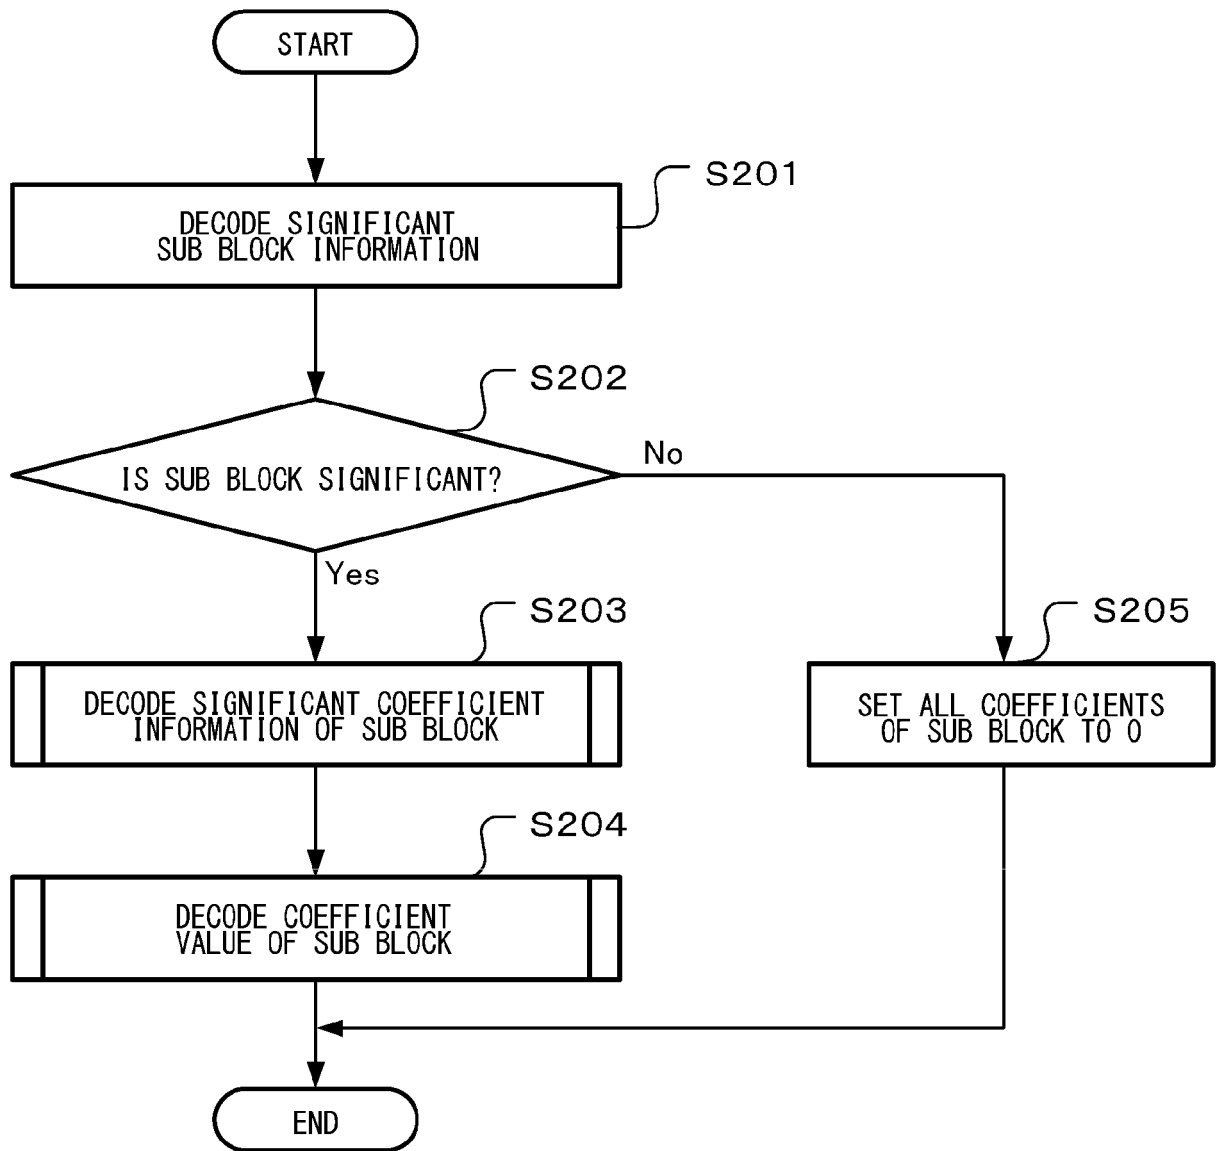 START
S201
DECODE SIGNIFICANT
SUB BLOCK INFORMATION
S202
IS SUB BLOCK SIGNIFICANT?
No
Yes
S203
DECODE SIGNIFICANT COEFFICIENT
INFORMATION OF SUB BLOCK
S205
SET ALL COEFFICIENTS
OF SUB BLOCK TO 0
S204
DECODE COEFFICIENT
VALUE OF SUB BLOCK
END